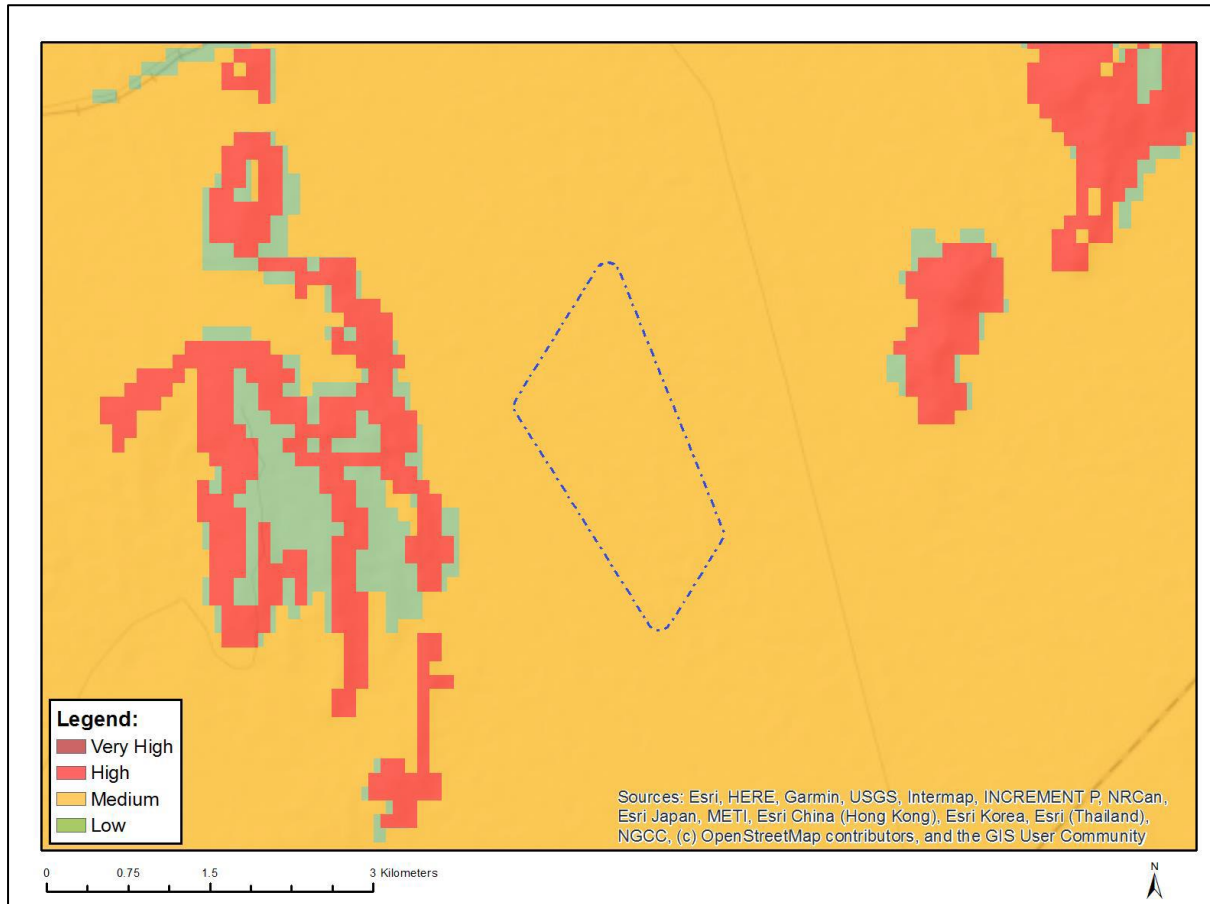 Legend:
Very High
High
Medium
Low
Sources: Esri, HERE, Garmin, USGS, Intermap, INCREMENT P, NRCan,
Esri Japan, METI, Esri China (Hong Kong), Esri Korea, Esri (Thailand),
NGCC, (c) OpenStreetMap contributors, and the GIS User Community
0 0.75 1.5 3 Kilometers
N